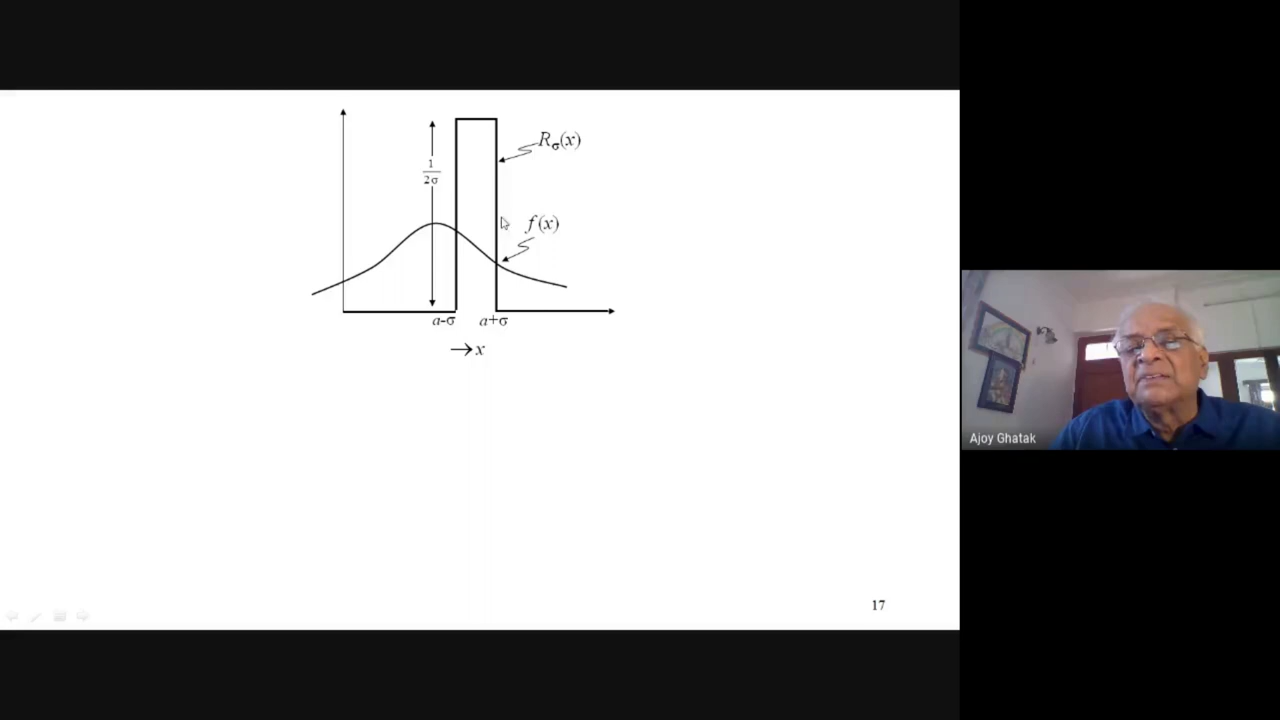 R_σ(x)
1
2σ
f(x)
a-σ
a+σ
→x
Ajoy Ghatak
17